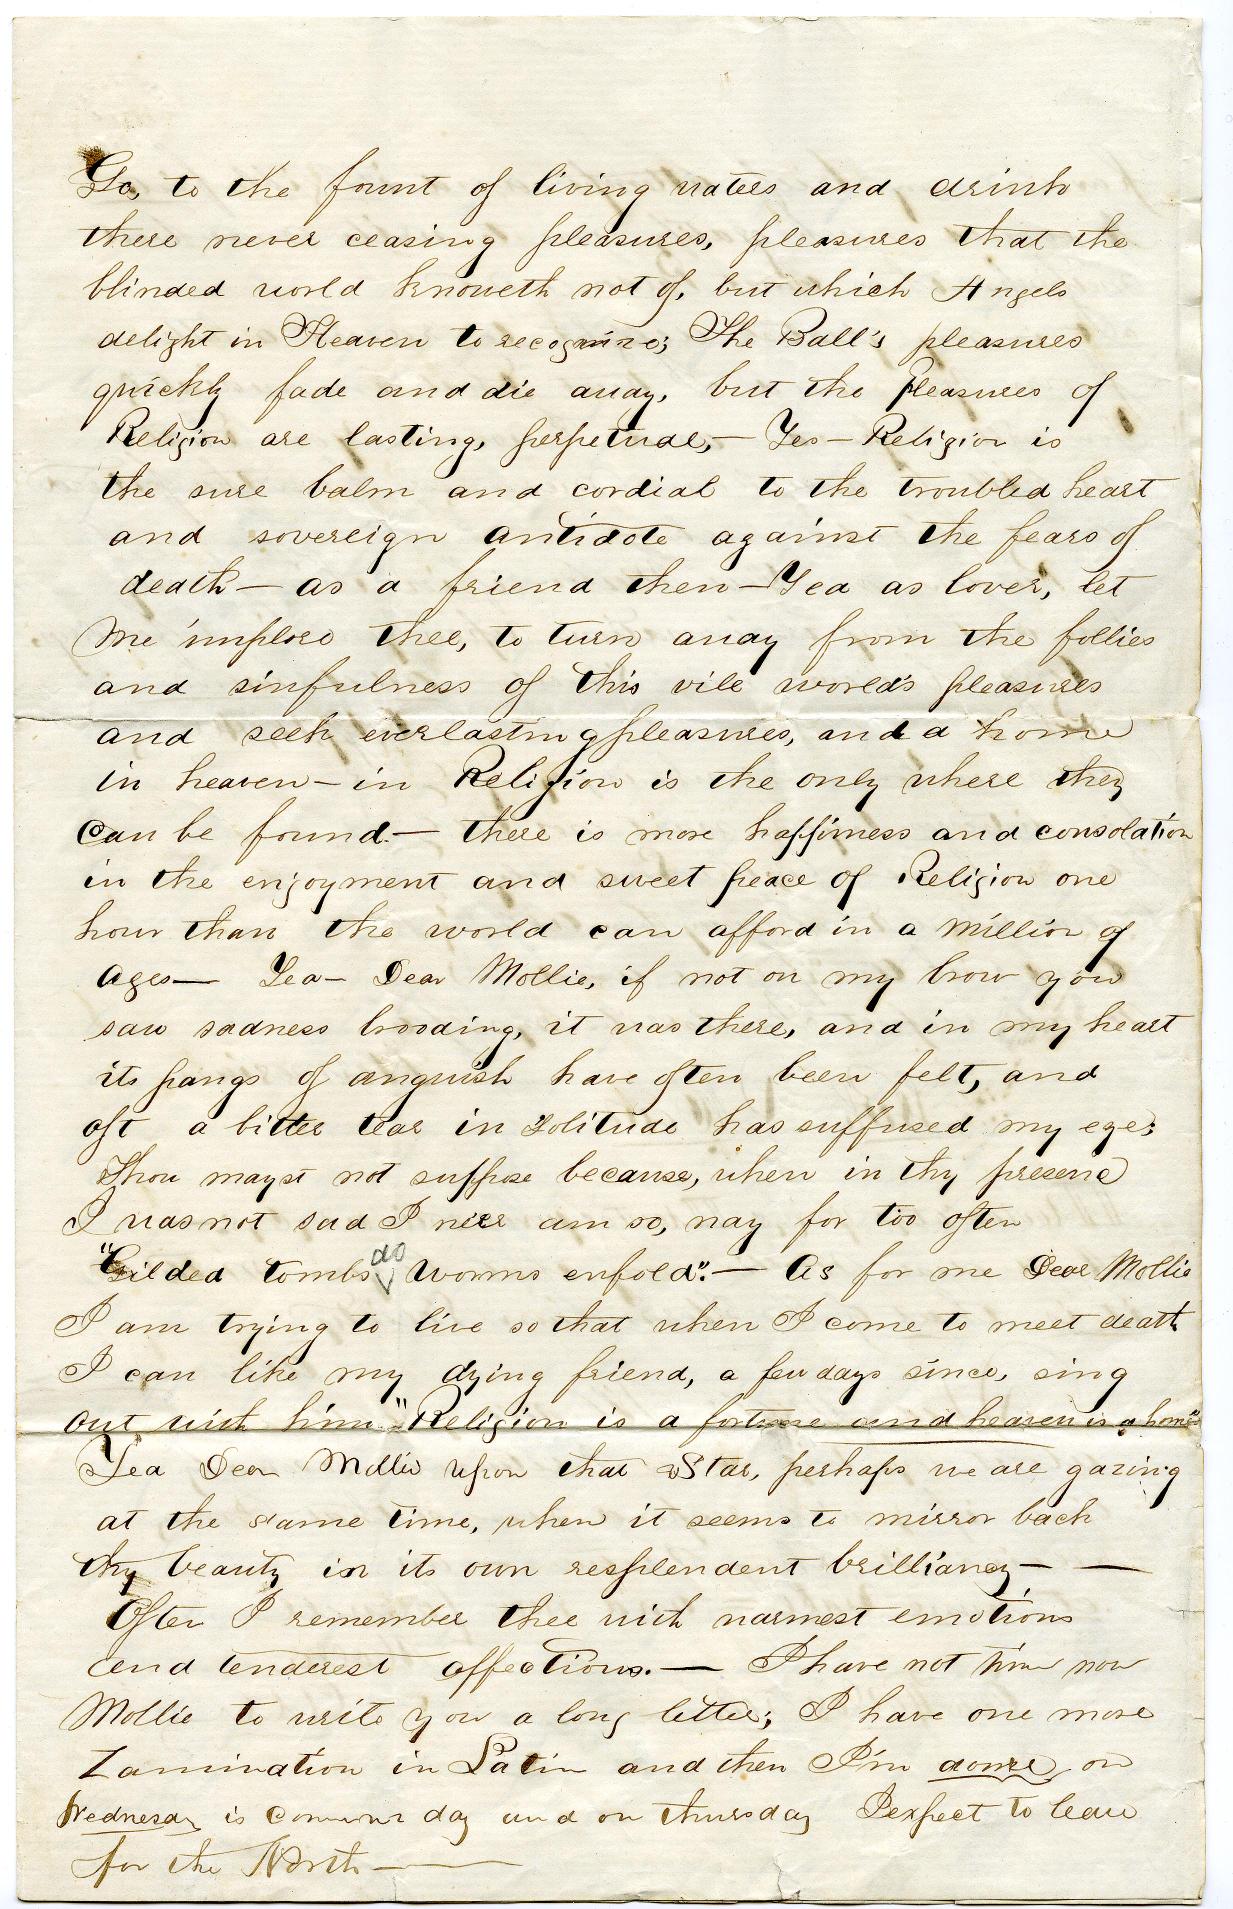 Go, to the fount of living waters and drink
there never ceasing pleasures, pleasures that the
blinded world knoweth not of, but which Angels
delight in Heaven to recognize; The Ball's pleasures
quickly fade and die away, but the pleasures of
Religion are lasting, perpetual,— Yes— Religion is
the sure balm and cordial to the troubled heart
and sovereign antidote against the fears of
death— as a friend then— Yea as lover, let
me implore thee, to turn away from the follies
and sinfulness of this vile world's pleasures
and seek everlasting pleasures, and a home
in heaven— in Religion is the only where they
can be found.— there is more happiness and consolation
in the enjoyment and sweet peace of Religion one
hour than the world can afford in a million of
ages— Yea— Dear Mollie, if not on my brow you
saw sadness brooding, it was there, and in my heart
its pangs of anguish have often been felt, and
oft a bitter tear in solitude has suffused my eye;
Thou mayst not suppose because, when in thy presence
I was not sad I neer am so, nay for too often
"Gilded tombs do worms enfold".— As for me Dear Mollie
I am trying to live so that when I come to meet death
I can like my dying friend, a few days since, sing
out with him "Religion is a fortune and heaven is a home"
Yea Dear Mollie upon that Star, perhaps we are gazing
at the same time, when it seems to mirror back
thy beauty in its own resplendent brilliancy— —
Often I remember thee with warmest emotions
and tenderest affections.— I have not time now
Mollie to write you a long letter; I have one more
Zamination in Latin and then I'm done, on
Wednesday is day and on thursday I expect to leave
for the North—